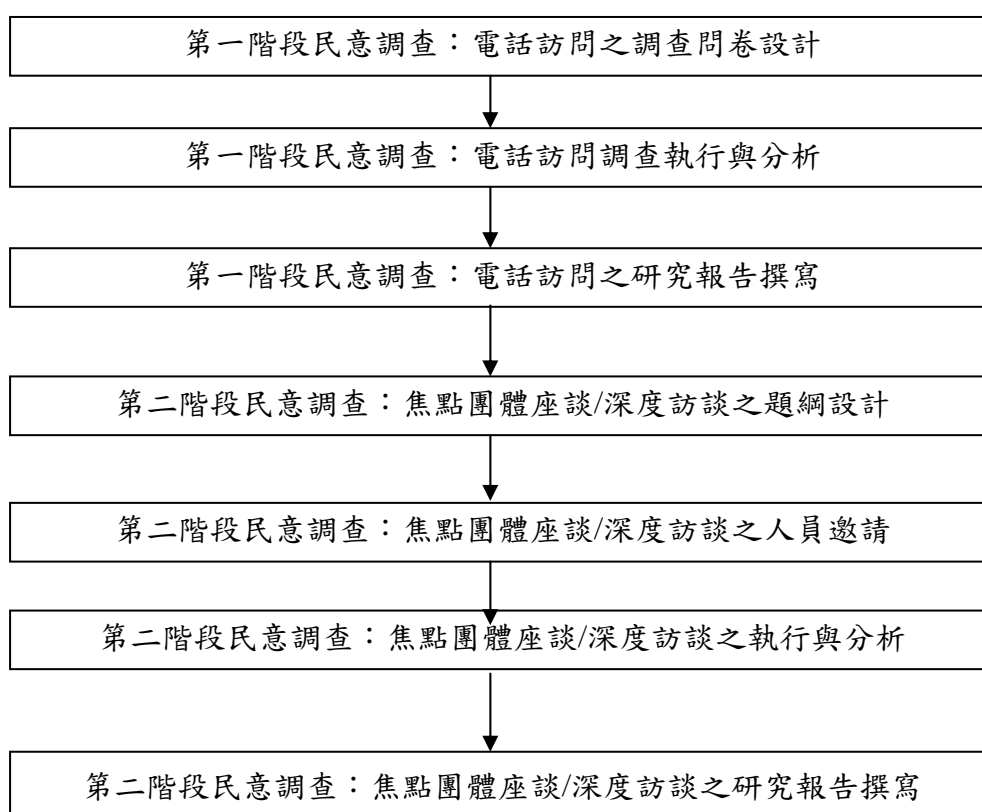 第一階段民意調查：電話訪問之調查問卷設計
第一階段民意調查：電話訪問調查執行與分析
第一階段民意調查：電話訪問之研究報告撰寫
第二階段民意調查：焦點團體座談/深度訪談之題綱設計
第二階段民意調查：焦點團體座談/深度訪談之人員邀請
第二階段民意調查：焦點團體座談/深度訪談之執行與分析
第二階段民意調查：焦點團體座談/深度訪談之研究報告撰寫